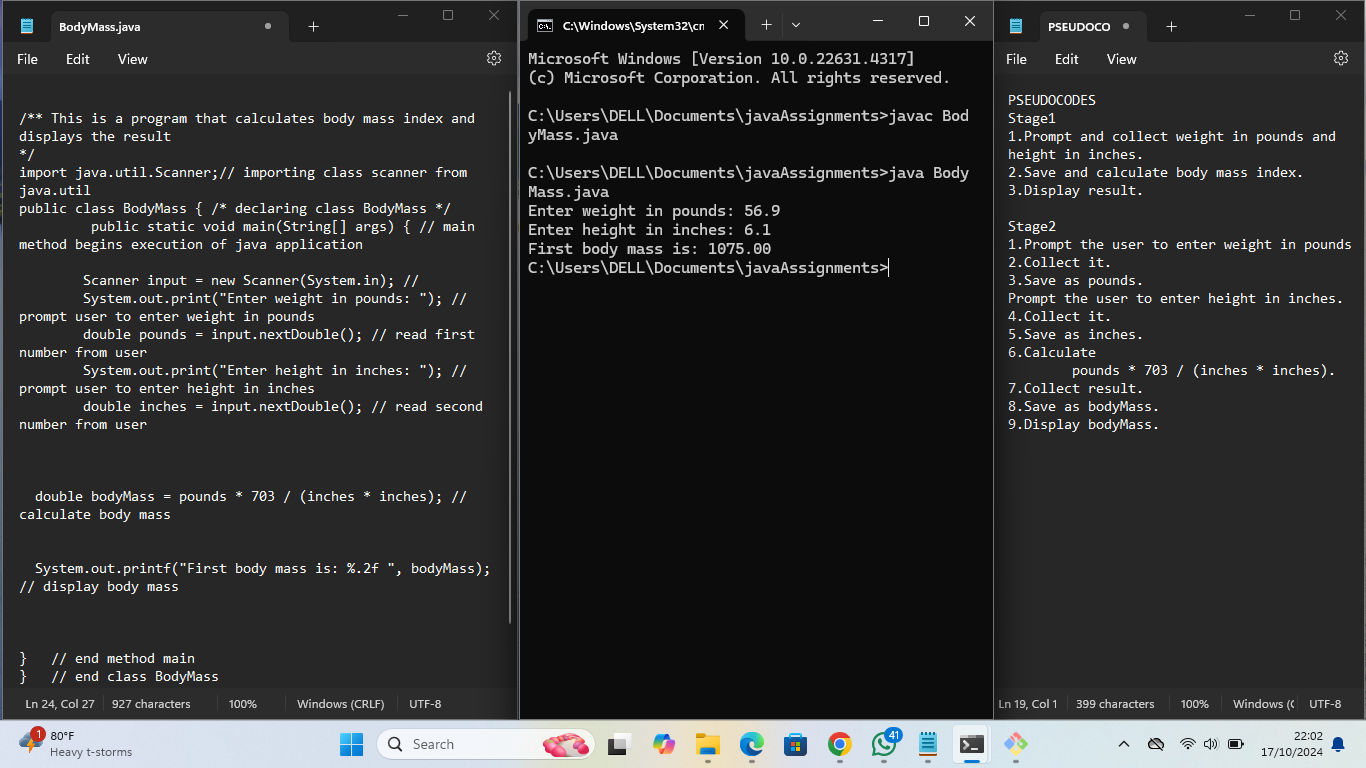 BodyMass.java
File Edit View
/** This is a program that calculates body mass index and
displays the result
*/
import java.util.Scanner;// importing class scanner from
java.util
public class BodyMass { /* declaring class BodyMass */
public static void main(String[] args) { // main
method begins execution of java application
Scanner input = new Scanner(System.in); //
System.out.print("Enter weight in pounds: "); //
prompt user to enter weight in pounds
double pounds = input.nextDouble(); // read first
number from user
System.out.print("Enter height in inches: "); //
prompt user to enter height in inches
double inches = input.nextDouble(); // read second
number from user
double bodyMass = pounds * 703 / (inches * inches); //
calculate body mass
System.out.printf("First body mass is: %.2f ", bodyMass);
// display body mass
} // end method main
} // end class BodyMass
Ln 24, Col 27 927 characters 100% Windows (CRLF) UTF-8
C:\Windows\System32\cn
Microsoft Windows [Version 10.0.22631.4317]
(c) Microsoft Corporation. All rights reserved.
C:\Users\DELL\Documents\javaAssignments>javac Bod
yMass.java
C:\Users\DELL\Documents\javaAssignments>java Body
Mass.java
Enter weight in pounds: 56.9
Enter height in inches: 6.1
First body mass is: 1075.00
C:\Users\DELL\Documents\javaAssignments>
PSEUDOCO
File Edit View
PSEUDOCODES
Stage1
1.Prompt and collect weight in pounds and
height in inches.
2.Save and calculate body mass index.
3.Display result.
Stage2
1.Prompt the user to enter weight in pounds
2.Collect it.
3.Save as pounds.
Prompt the user to enter height in inches.
4.Collect it.
5.Save as inches.
6.Calculate
pounds * 703 / (inches * inches).
7.Collect result.
8.Save as bodyMass.
9.Display bodyMass.
Ln 19, Col 1 399 characters 100% Windows (C UTF-8
1
80°F
Heavy t-storms
Search
41
22:02
17/10/2024